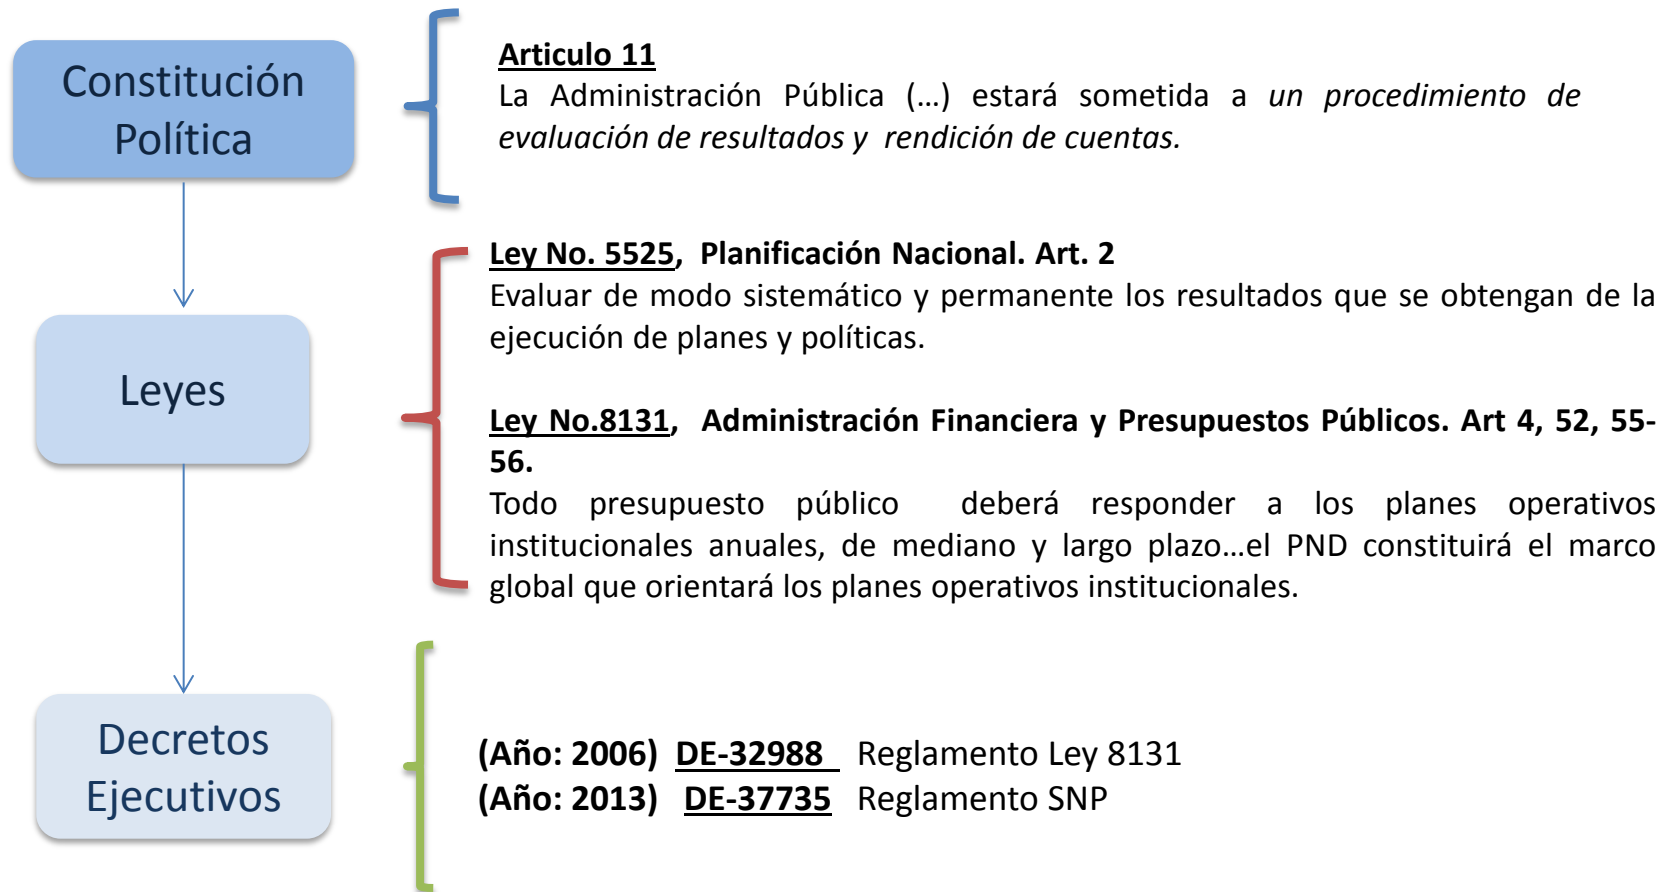 Constitución
Política
Articulo 11
La Administración Pública (…) estará sometida a un procedimiento de
evaluación de resultados y rendición de cuentas.
Leyes
Ley No. 5525, Planificación Nacional. Art. 2
Evaluar de modo sistemático y permanente los resultados que se obtengan de la
ejecución de planes y políticas.
Ley No.8131, Administración Financiera y Presupuestos Públicos. Art 4, 52, 55-
56.
Todo presupuesto público deberá responder a los planes operativos
institucionales anuales, de mediano y largo plazo…el PND constituirá el marco
global que orientará los planes operativos institucionales.
Decretos
Ejecutivos
(Año: 2006) DE-32988 Reglamento Ley 8131
(Año: 2013) DE-37735 Reglamento SNP